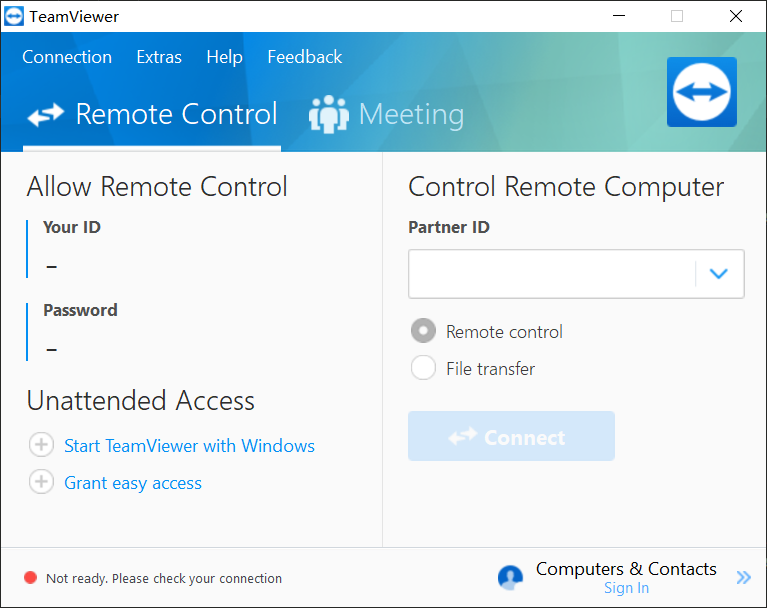 TeamViewer
Connection Extras Help Feedback
Remote Control Meeting
Allow Remote Control
Your ID
–
Password
–
Unattended Access
Start TeamViewer with Windows
Grant easy access
Control Remote Computer
Partner ID
Remote control
File transfer
Connect
Not ready. Please check your connection
Computers & Contacts
Sign In